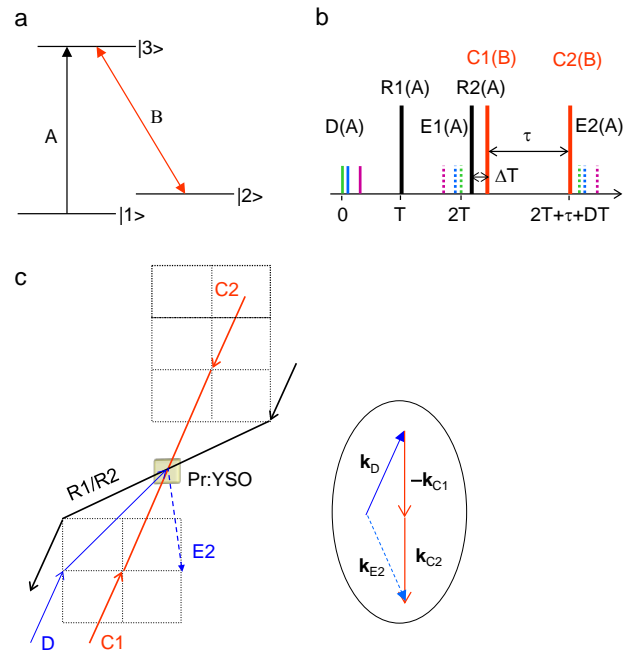 a
|3>
A
B
|2>
|1>
b
C1(B)
C2(B)
R1(A)
R2(A)
D(A)
E1(A)
E2(A)
τ
ΔT
0
T
2T
2T+τ+DT
c
C2
R1/R2
Pr:YSO
E2
D
C1
k_D
–k_C1
k_C2
k_E2